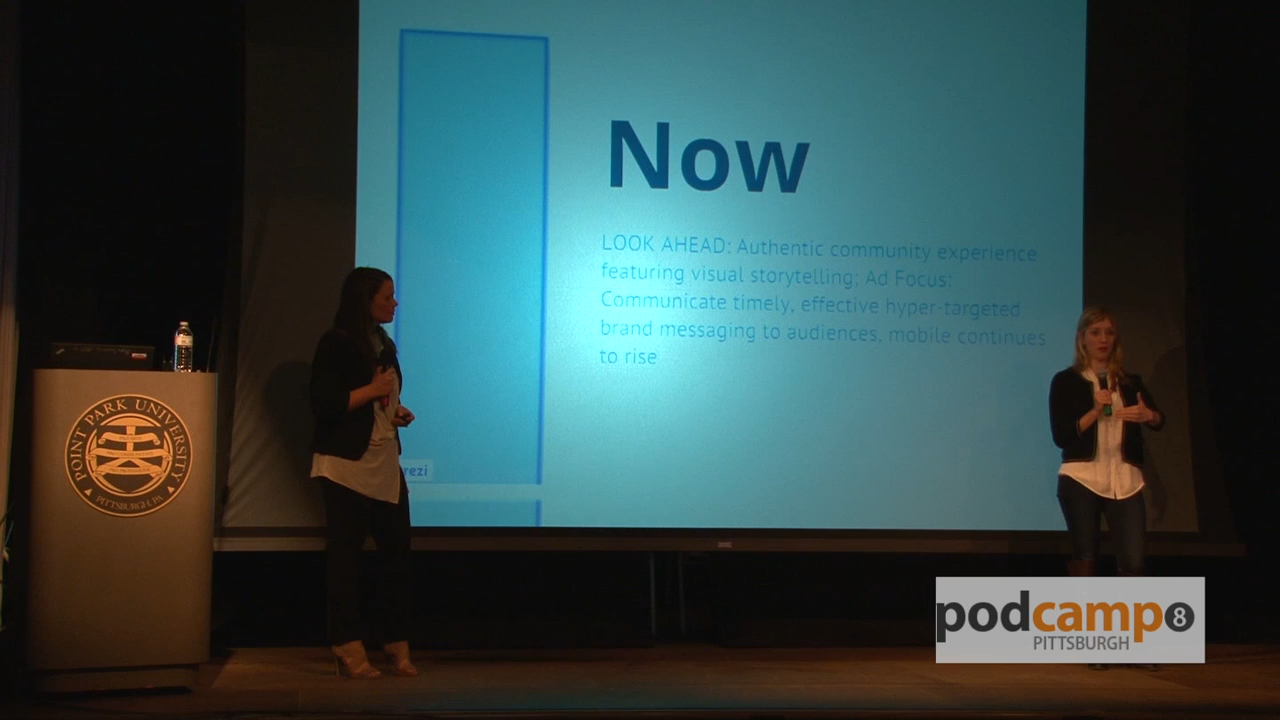 Now
LOOK AHEAD: Authentic community experience
featuring visual storytelling; Ad Focus:
Communicate timely, effective hyper-targeted
brand messaging to audiences, mobile continues
to rise
rezi
POINT PARK UNIVERSITY
PITTSBURGH, PA
podcamp8
PITTSBURGH